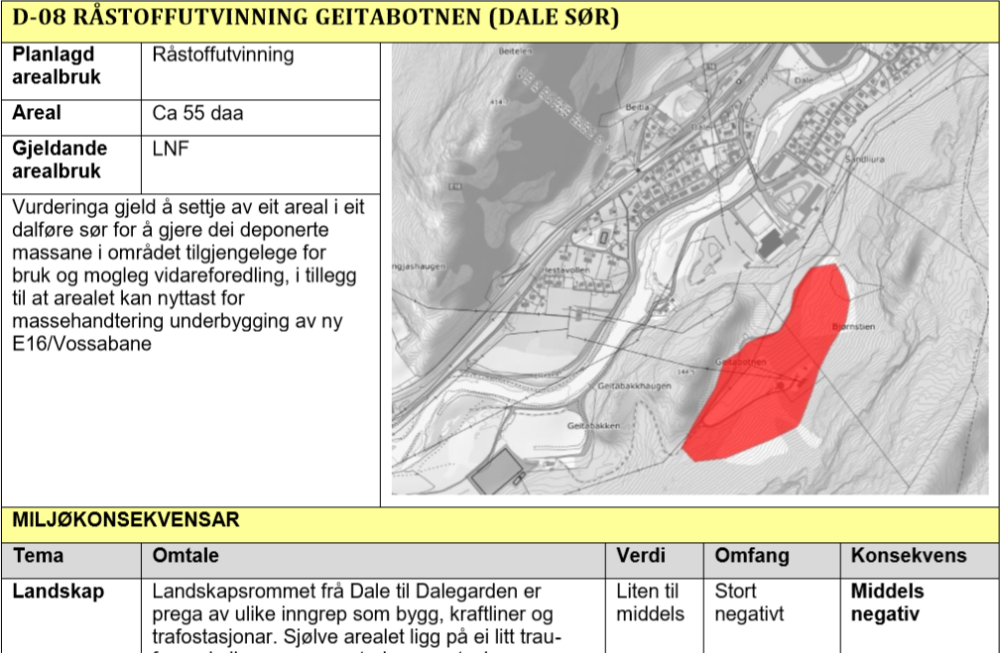 D-08 RÅSTOFFUTVINNING GEITABOTNEN (DALE SØR)
Planlagd
arealbruk
Råstoffutvinning
Areal
Ca 55 daa
Gjeldande
arealbruk
LNF
Vurderinga gjeld å settje av eit areal i eit
dalføre sør for å gjere dei deponerte
massane i området tilgjengelege for
bruk og mogleg vidareforedling, i tillegg
til at arealet kan nyttast for
massehandtering underbygging av ny
E16/Vossabane
Beitelen
E16
Dale
414
Beitla
Dale
Sandliura
E16
ngjashaugen
Hestavollen
Bjørnstien
Geitabotnen
144
Geitabakkhaugen
Geitabakken
MILJØKONSEKVENSAR
Tema
Omtale
Verdi
Omfang
Konsekvens
Landskap
Landskapsrommet frå Dale til Dalegarden er
prega av ulike inngrep som bygg, kraftliner og
trafostasjonar. Sjølve arealet ligg på ei litt trau-
Liten til
middels
Stort
negativt
Middels
negativ